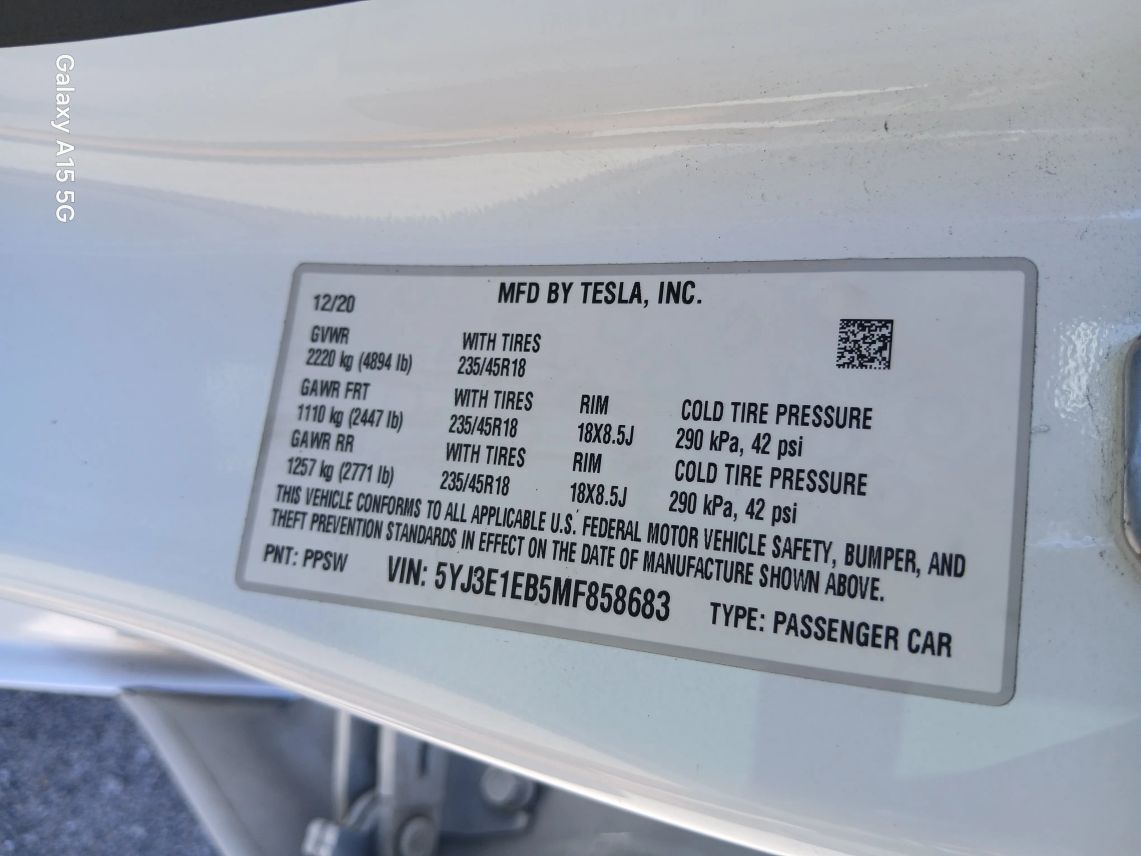 Galaxy A15 5G
MFD BY TESLA, INC.
12/20
GVWR WITH TIRES
2220 kg (4894 lb) 235/45R18
GAWR FRT WITH TIRES RIM COLD TIRE PRESSURE
1110 kg (2447 lb) 235/45R18 18X8.5J 290 kPa, 42 psi
GAWR RR WITH TIRES RIM COLD TIRE PRESSURE
1257 kg (2771 lb) 235/45R18 18X8.5J 290 kPa, 42 psi
THIS VEHICLE CONFORMS TO ALL APPLICABLE U.S. FEDERAL MOTOR VEHICLE SAFETY, BUMPER, AND
THEFT PREVENTION STANDARDS IN EFFECT ON THE DATE OF MANUFACTURE SHOWN ABOVE.
PNT: PPSW VIN: 5YJ3E1EB5MF858683 TYPE: PASSENGER CAR